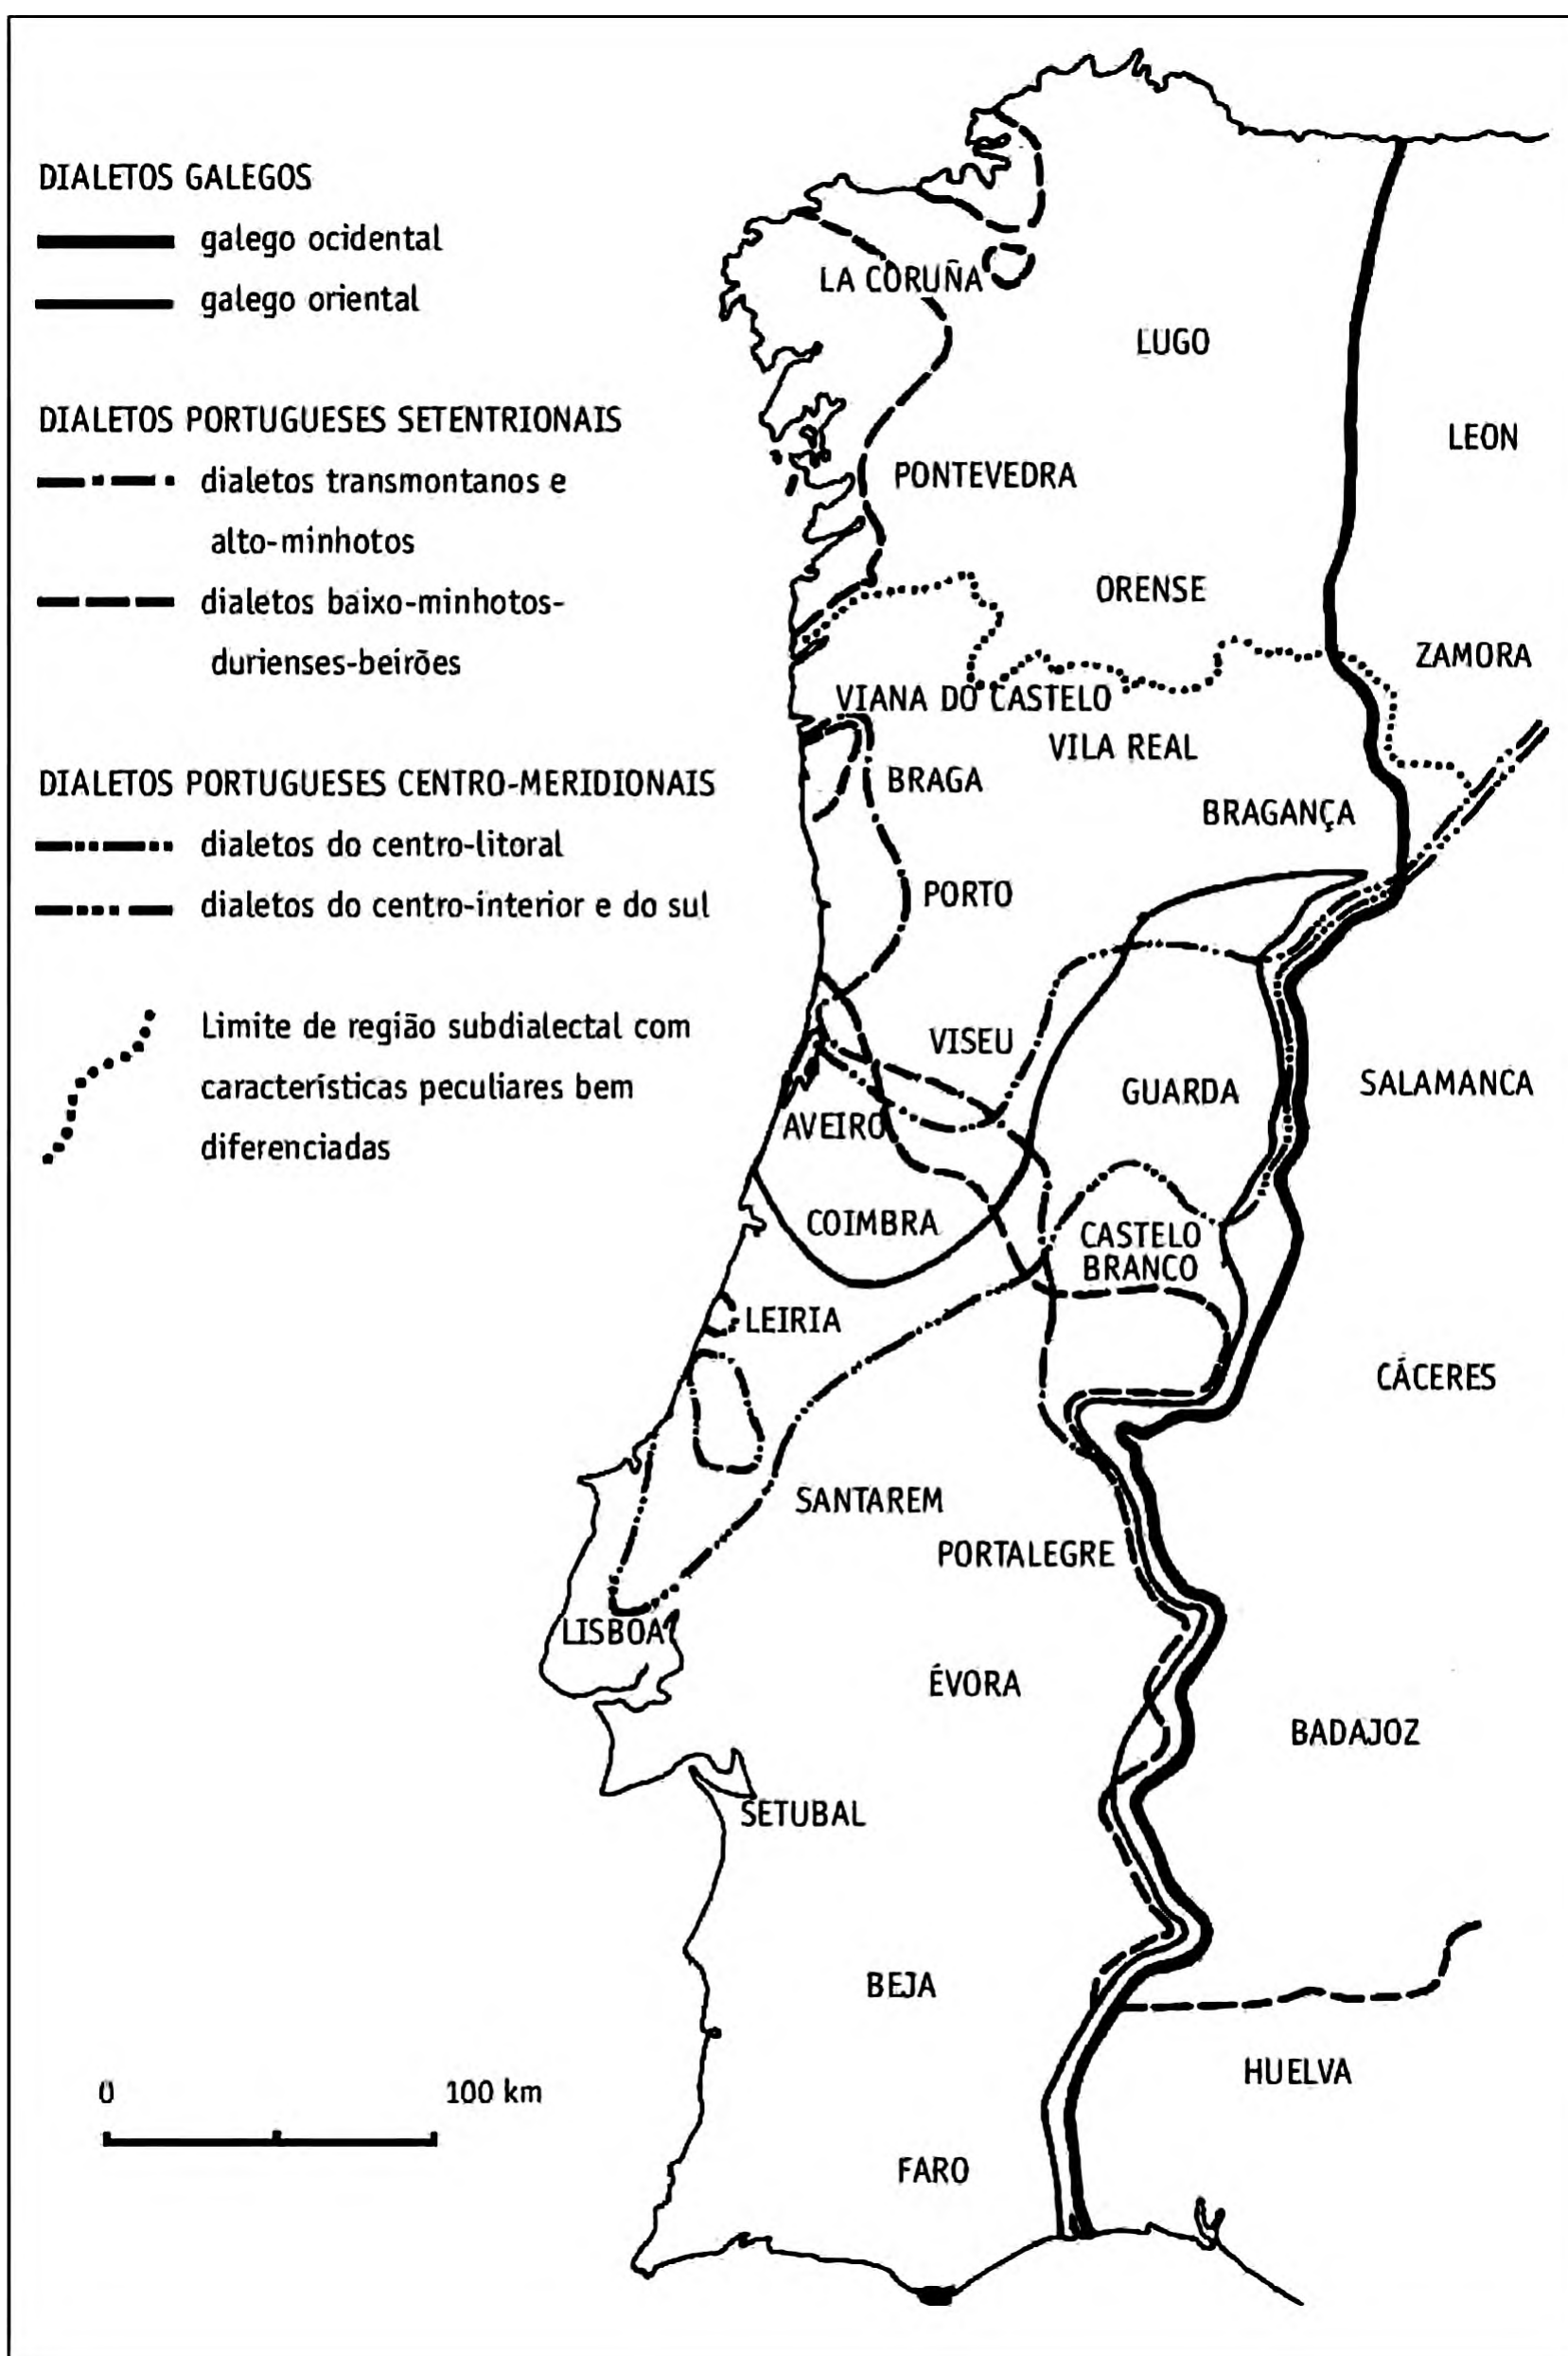 DIALETOS GALEGOS
galego ocidental
galego oriental
DIALETOS PORTUGUESES SETENTRIONAIS
dialetos transmontanos e
alto-minhotos
dialetos baixo-minhotos-
durienses-beirões
DIALETOS PORTUGUESES CENTRO-MERIDIONAIS
dialetos do centro-litoral
dialetos do centro-interior e do sul
Limite de região subdialectal com
características peculiares bem
diferenciadas
LA CORUÑA
LUGO
LEON
PONTEVEDRA
ORENSE
ZAMORA
VIANA DO CASTELO
VILA REAL
BRAGA
BRAGANÇA
PORTO
VISEU
GUARDA
SALAMANCA
AVEIRO
COIMBRA
CASTELO
BRANCO
LEIRIA
CÁCERES
SANTAREM
PORTALEGRE
LISBOA
ÉVORA
BADAJOZ
SETUBAL
BEJA
HUELVA
FARO
0 100 km